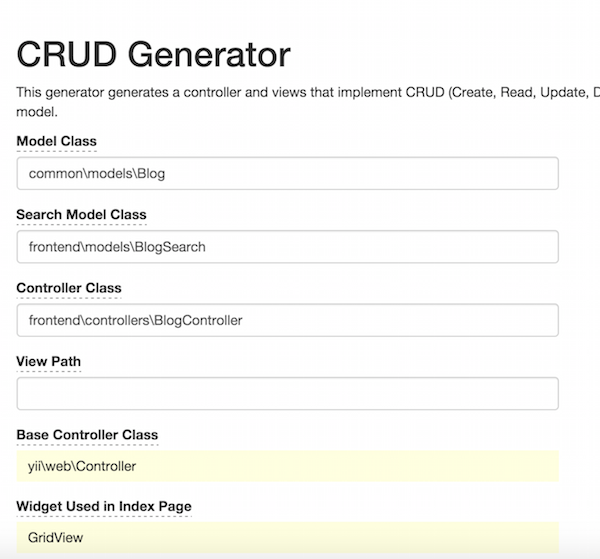 CRUD Generator
This generator generates a controller and views that implement CRUD (Create, Read, Update, D
model.
Model Class
common\models\Blog
Search Model Class
frontend\models\BlogSearch
Controller Class
frontend\controllers\BlogController
View Path
Base Controller Class
yii\web\Controller
Widget Used in Index Page
GridView